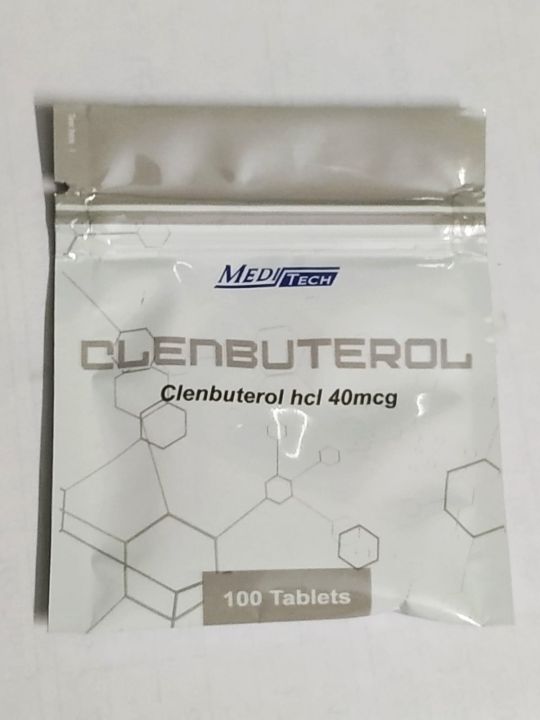 MEDITECH
CLENBUTEROL
Clenbuterol hcl 40mcg
100 Tablets